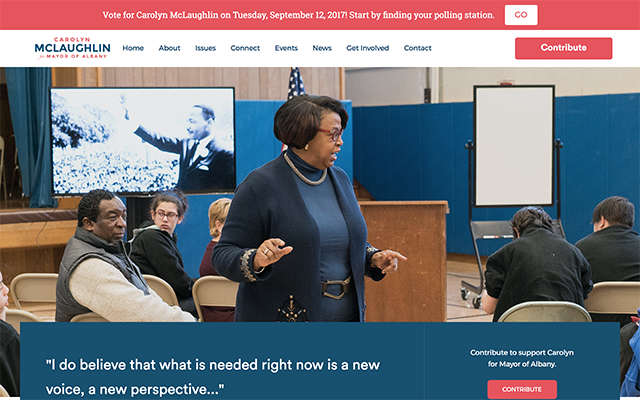 Vote for Carolyn McLaughlin on Tuesday, September 12, 2017! Start by finding your polling station. GO
CAROLYN
MCLAUGHLIN
for MAYOR OF ALBANY
Home About Issues Connect Events News Get Involved Contact Contribute
"I do believe that what is needed right now is a new
voice, a new perspective..."
Contribute to support Carolyn
for Mayor of Albany.
CONTRIBUTE